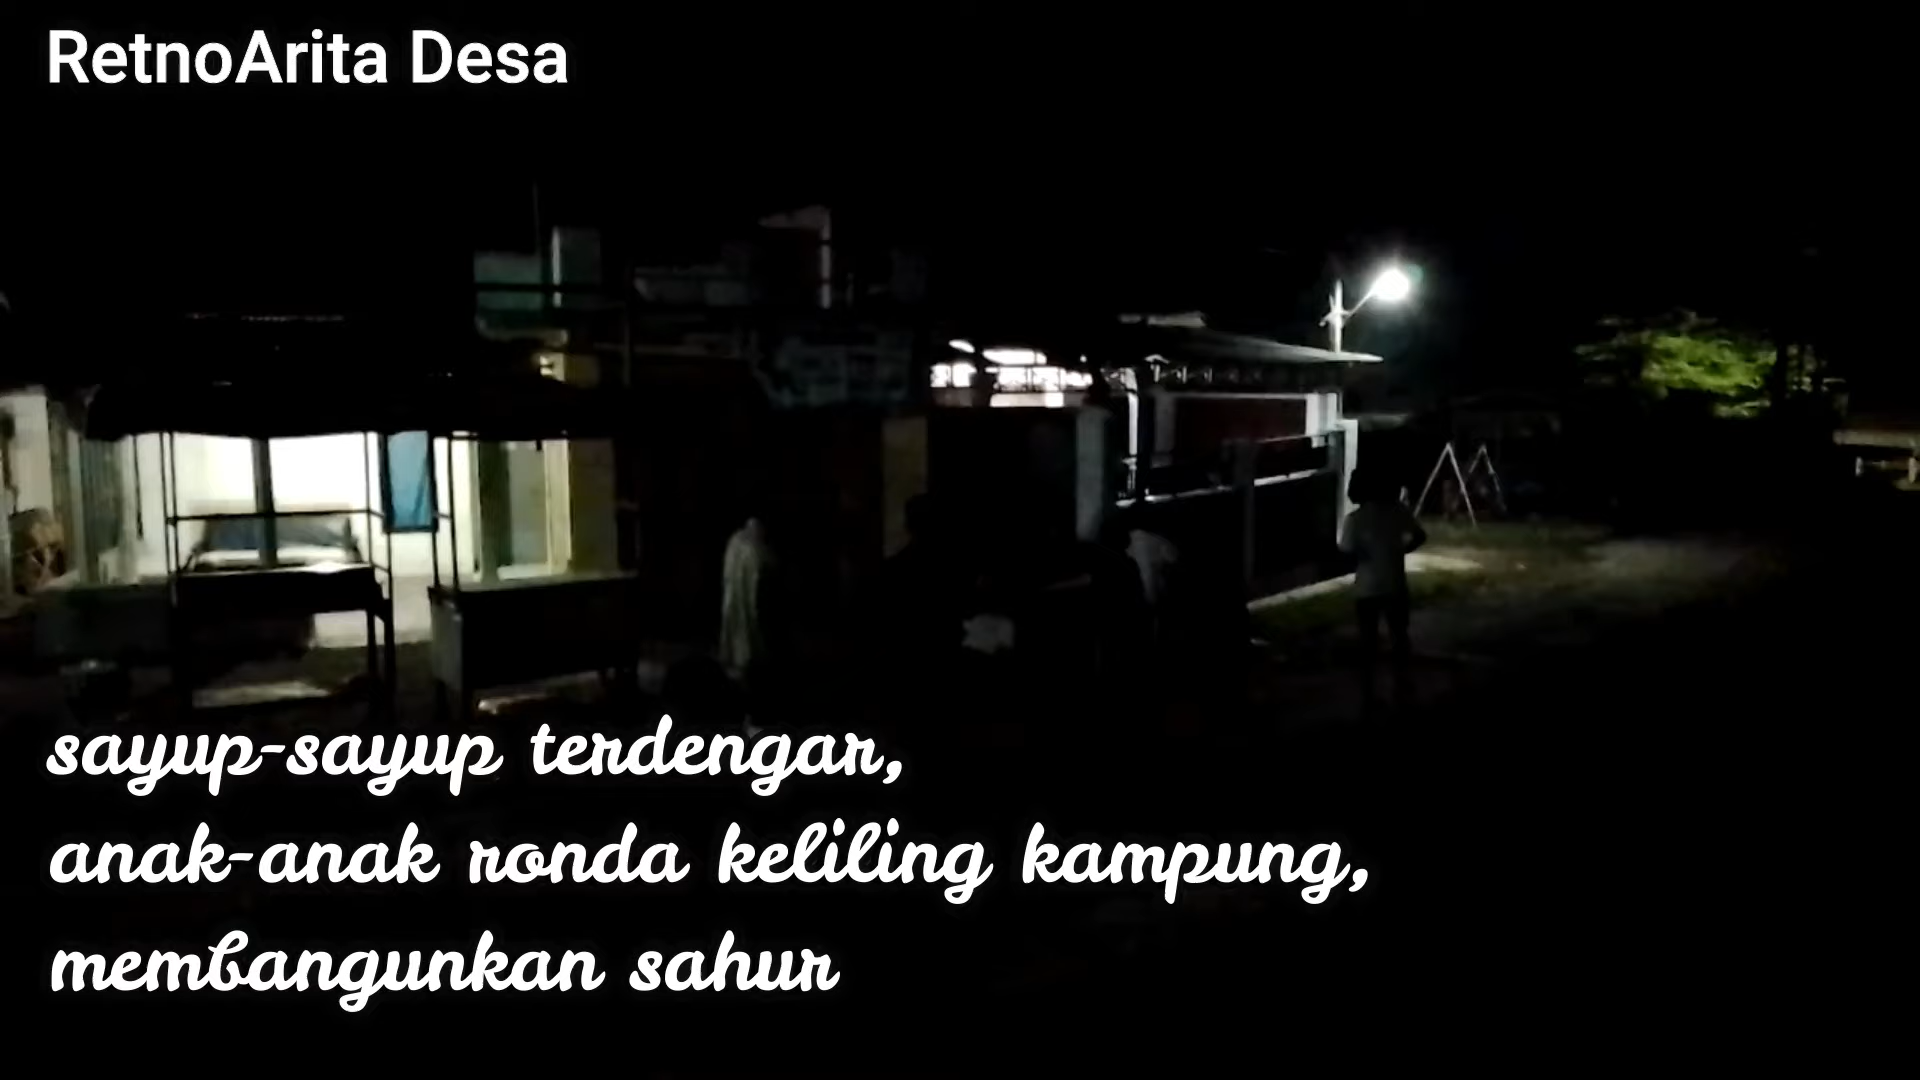 RetnoArita Desa
sayup-sayup terdengar,
anak-anak ronda keliling kampung,
membangunkan sahur